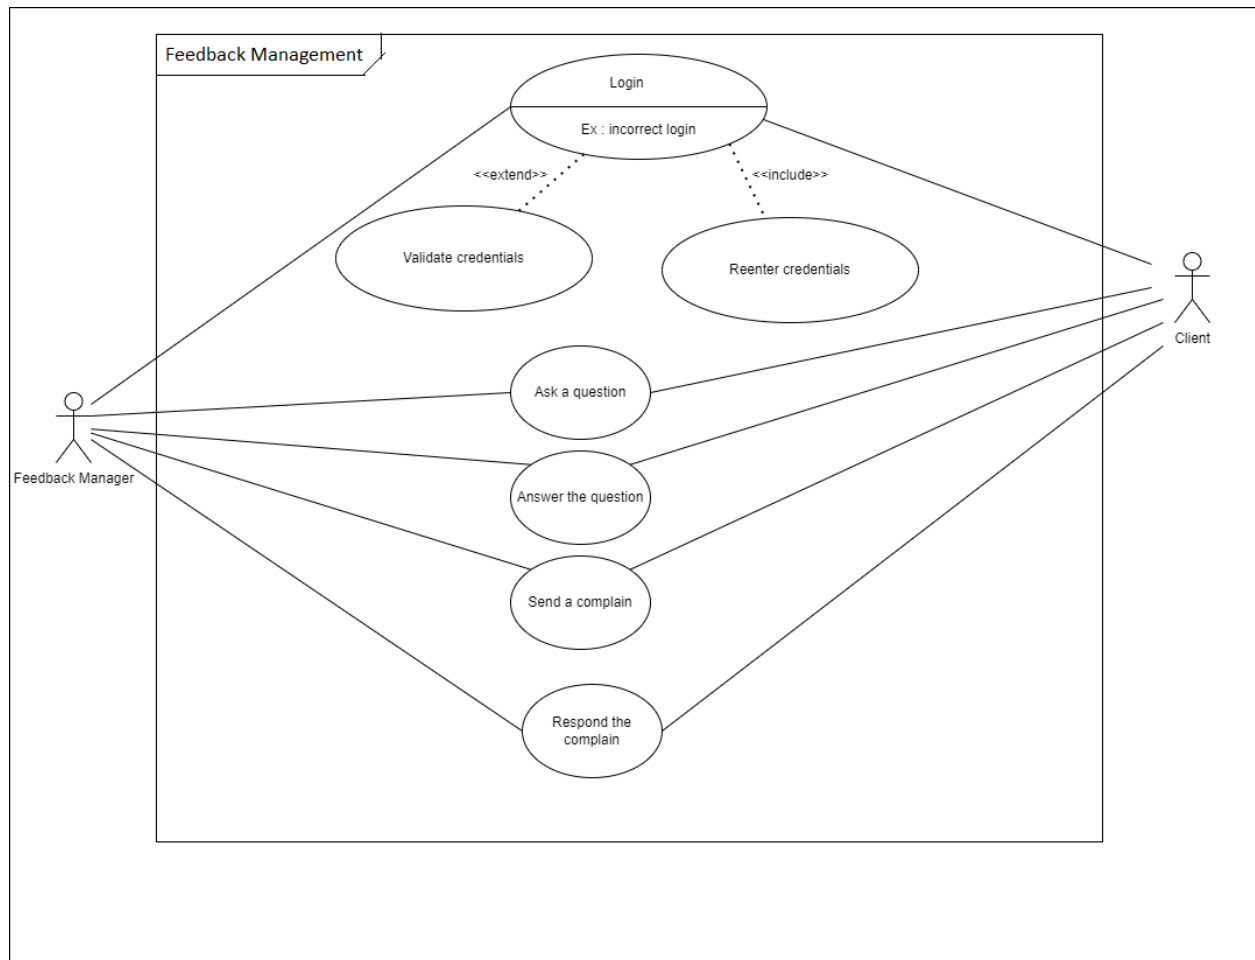 Feedback Management
Login
Ex : incorrect login
<<extend>>
<<include>>
Validate credentials
Reenter credentials
Client
Ask a question
Feedback Manager
Answer the question
Send a complain
Respond the
complain